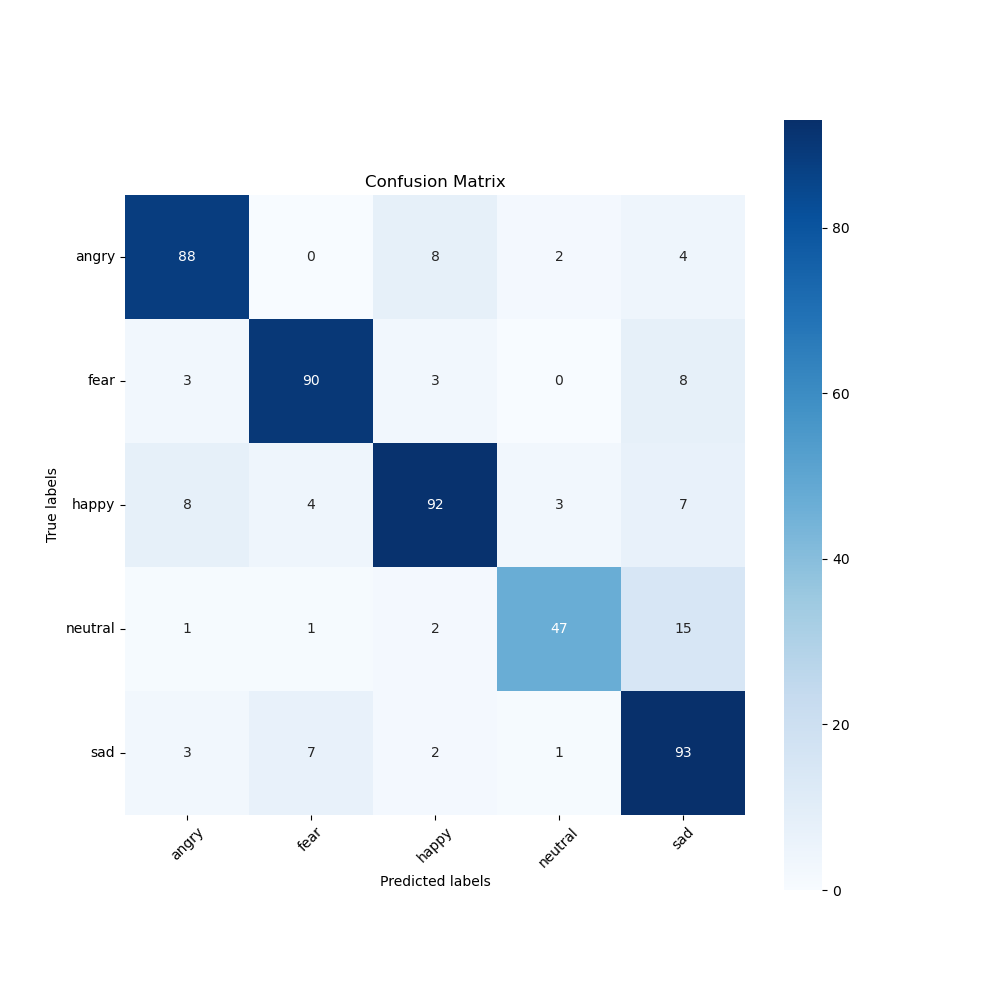 Confusion Matrix
angry 88 0 8 2 4
fear 3 90 3 0 8
happy 8 4 92 3 7
neutral 1 1 2 47 15
sad 3 7 2 1 93
angry fear happy neutral sad
Predicted labels
True labels
80
60
40
20
0